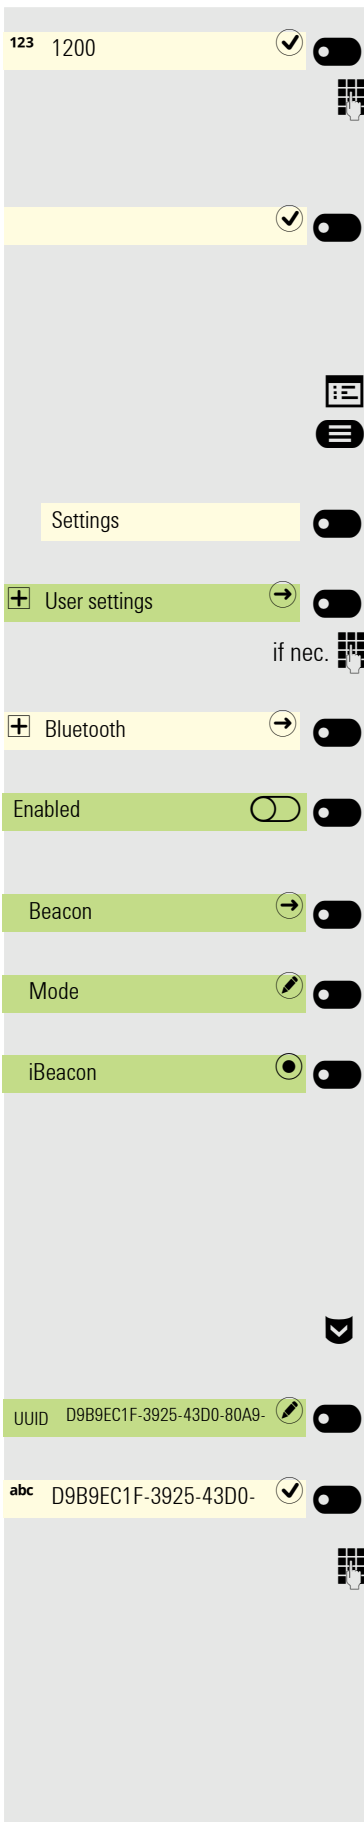 123 1200
Settings
User settings
if nec.
Bluetooth
Enabled
Beacon
Mode
iBeacon
UUID D9B9EC1F-3925-43D0-80A9-
abc D9B9EC1F-3925-43D0-